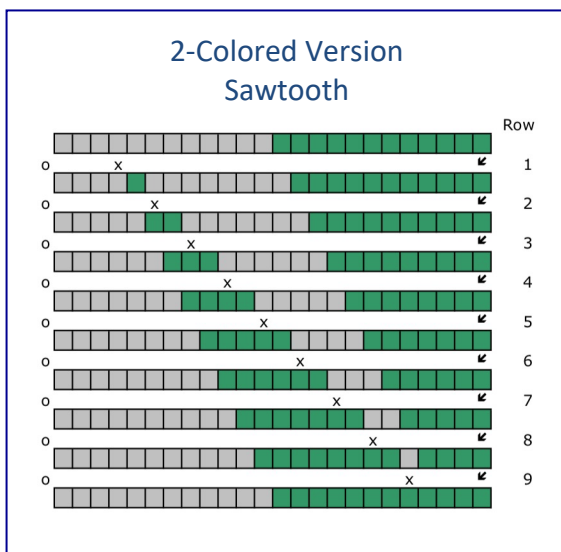 2-Colored Version
Sawtooth
Row
o x 1
o x 2
o x 3
o x 4
o x 5
o x 6
o x 7
o x 8
o x 9